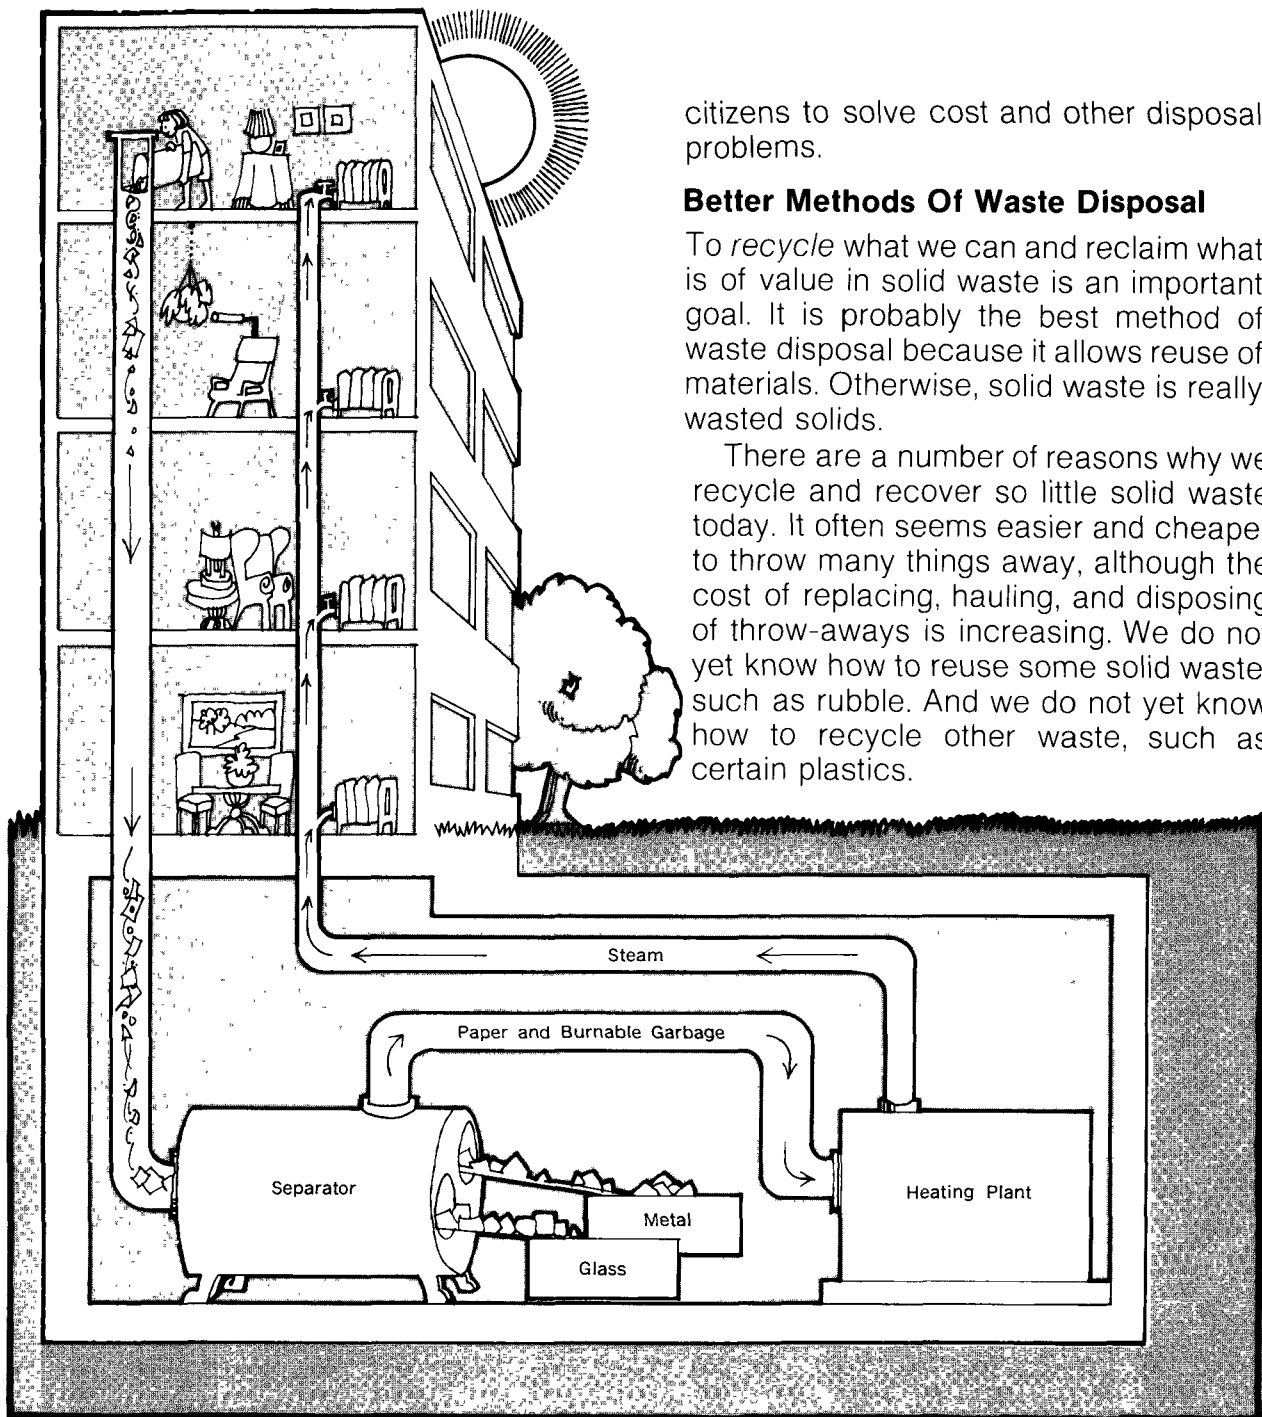 citizens to solve cost and other disposal
problems.
Better Methods Of Waste Disposal
To recycle what we can and reclaim what
is of value in solid waste is an important
goal. It is probably the best method of
waste disposal because it allows reuse of
materials. Otherwise, solid waste is really
wasted solids.
There are a number of reasons why we
recycle and recover so little solid waste
today. It often seems easier and cheape
to throw many things away, although the
cost of replacing, hauling, and disposing
of throw-aways is increasing. We do no
yet know how to reuse some solid waste
such as rubble. And we do not yet know
how to recycle other waste, such as
certain plastics.
Steam
Paper and Burnable Garbage
Separator
Heating Plant
Metal
Glass